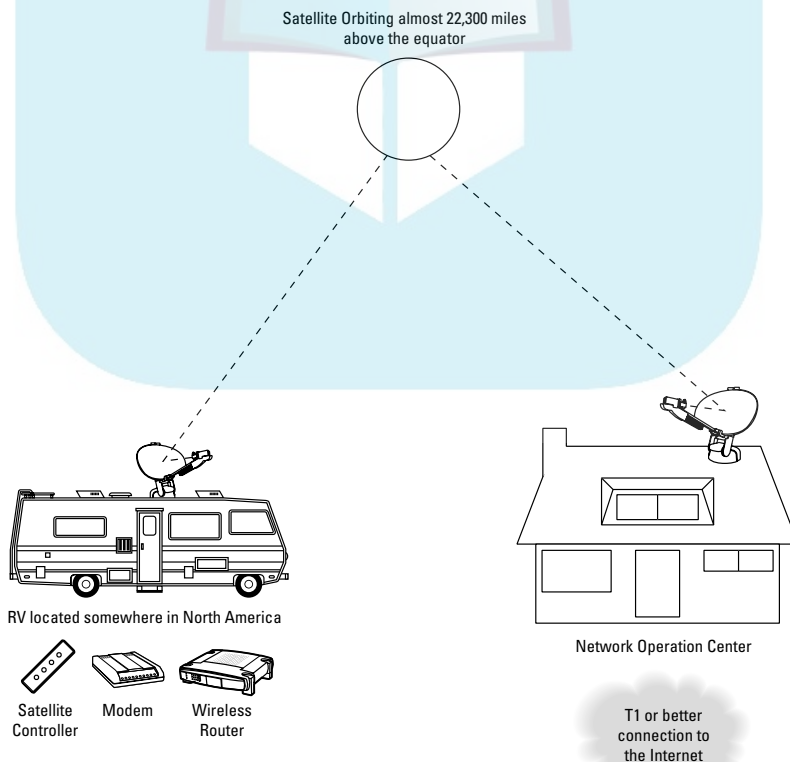 Satellite Orbiting almost 22,300 miles
above the equator
RV located somewhere in North America
Network Operation Center
Satellite
Controller
Modem
Wireless
Router
T1 or better
connection to
the Internet